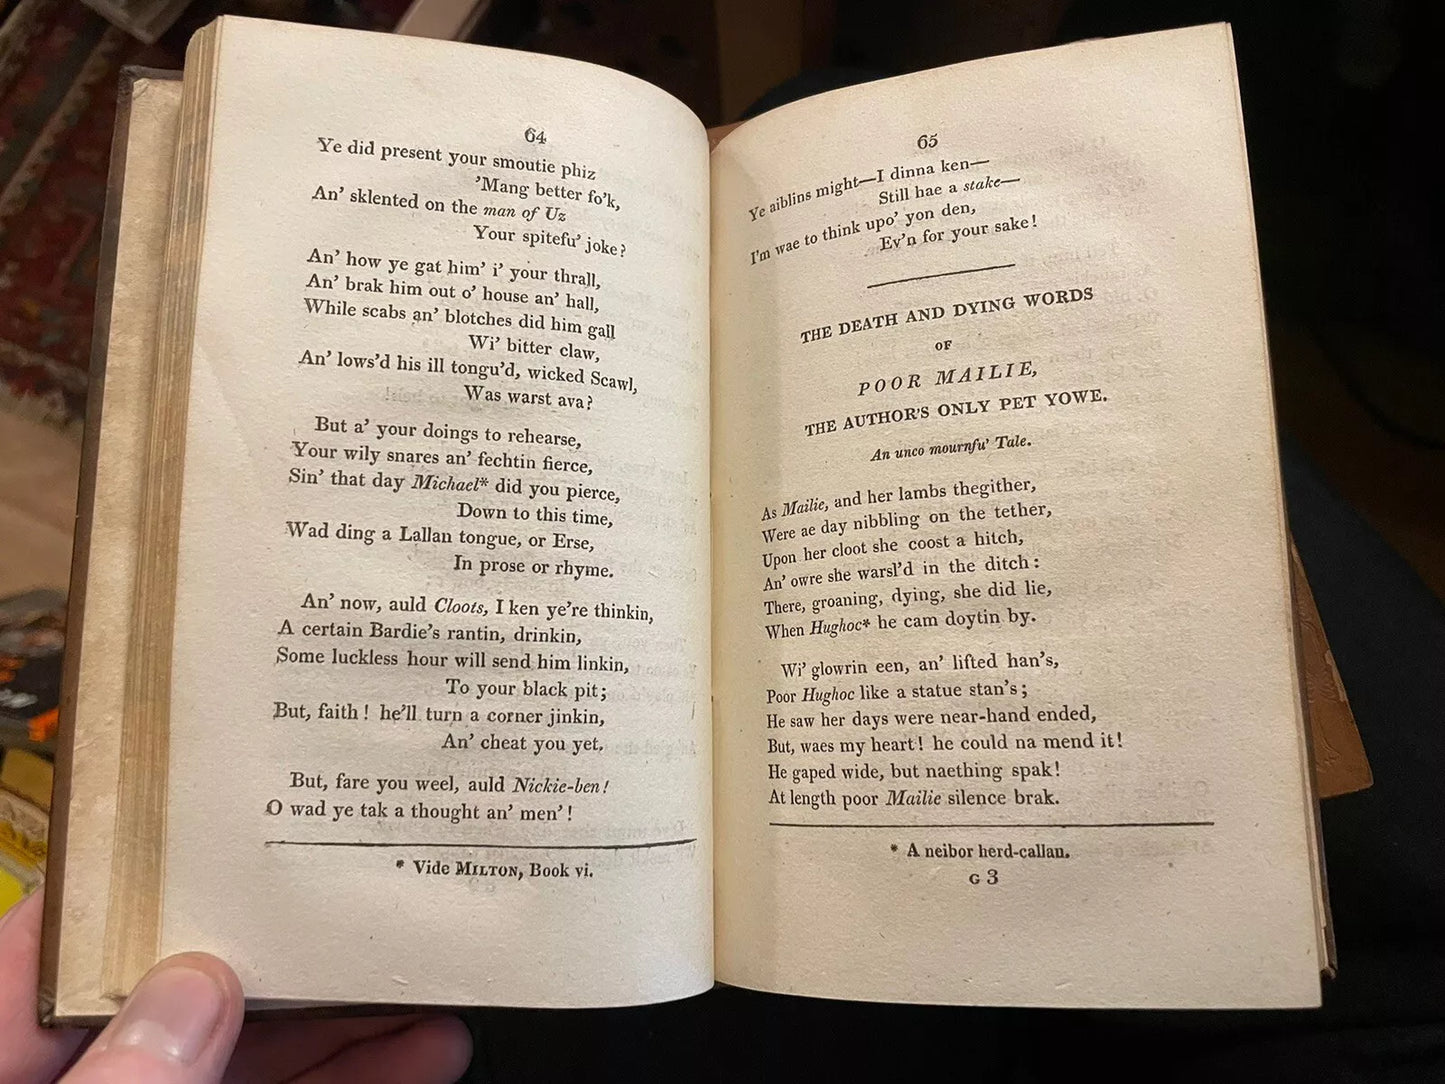 64
Ye did present your smoutie phiz
'Mang better fo'k,
An' sklented on the man of Uz
Your spitefu' joke?
An' how ye gat him' i' your thrall,
An' brak him out o' house an' hall,
While scabs an' blotches did him gall
Wi' bitter claw,
An' lows'd his ill tongu'd, wicked Scawl,
Was warst ava?
But a' your doings to rehearse,
Your wily snares an' fechtin fierce,
Sin' that day Michael* did you pierce,
Down to this time,
Wad ding a Lallan tongue, or Erse,
In prose or rhyme.
An' now, auld Cloots, I ken ye're thinkin,
A certain Bardie's rantin, drinkin,
Some luckless hour will send him linkin,
To your black pit;
But, faith! he'll turn a corner jinkin,
An' cheat you yet.
But, fare you weel, auld Nickie-ben!
O wad ye tak a thought an' men'!
* Vide MILTON, Book vi.
65
Ye aiblins might—I dinna ken—
Still hae a stake—
I'm wae to think upo' yon den,
Ev'n for your sake!
THE DEATH AND DYING WORDS
OF
POOR MAILIE,
THE AUTHOR'S ONLY PET YOWE.
An unco mournfu' Tale.
As Mailie, and her lambs thegither,
Were ae day nibbling on the tether,
Upon her cloot she coost a hitch,
An' owre she warsl'd in the ditch:
There, groaning, dying, she did lie,
When Hughoc* he cam doytin by.
Wi' glowrin een, an' lifted han's,
Poor Hughoc like a statue stan's;
He saw her days were near-hand ended,
But, waes my heart! he could na mend it!
He gaped wide, but naething spak!
At length poor Mailie silence brak.
* A neibor herd-callan.
G 3